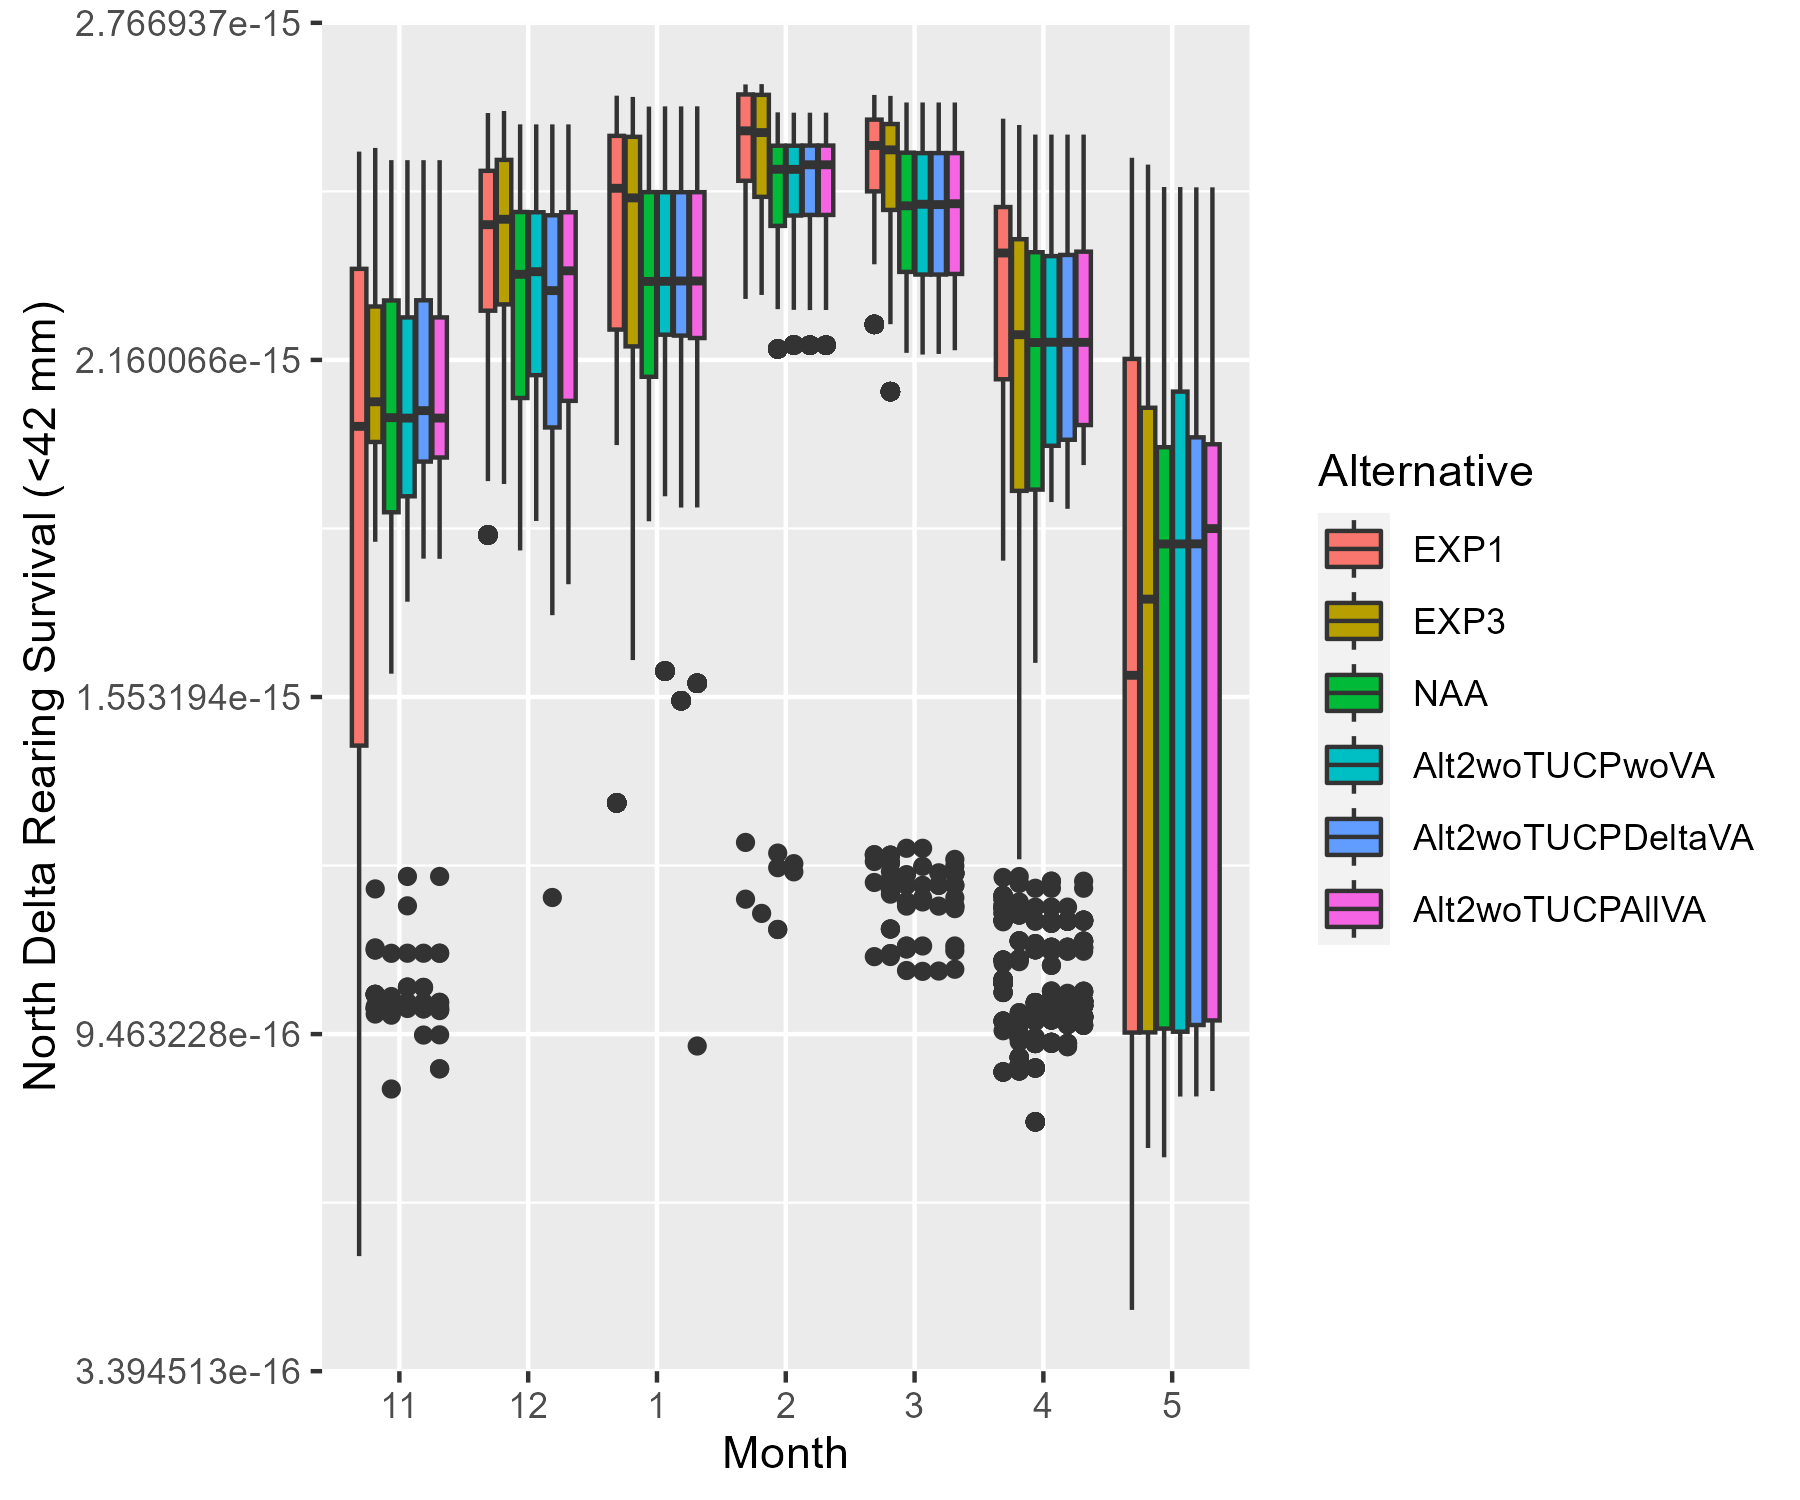 North Delta Rearing Survival (<42 mm)
2.766937e-15
2.160066e-15
1.553194e-15
9.463228e-16
3.394513e-16
11 12 1 2 3 4 5
Month
Alternative
EXP1
EXP3
NAA
Alt2woTUCPwoVA
Alt2woTUCPDeltaVA
Alt2woTUCPAllVA